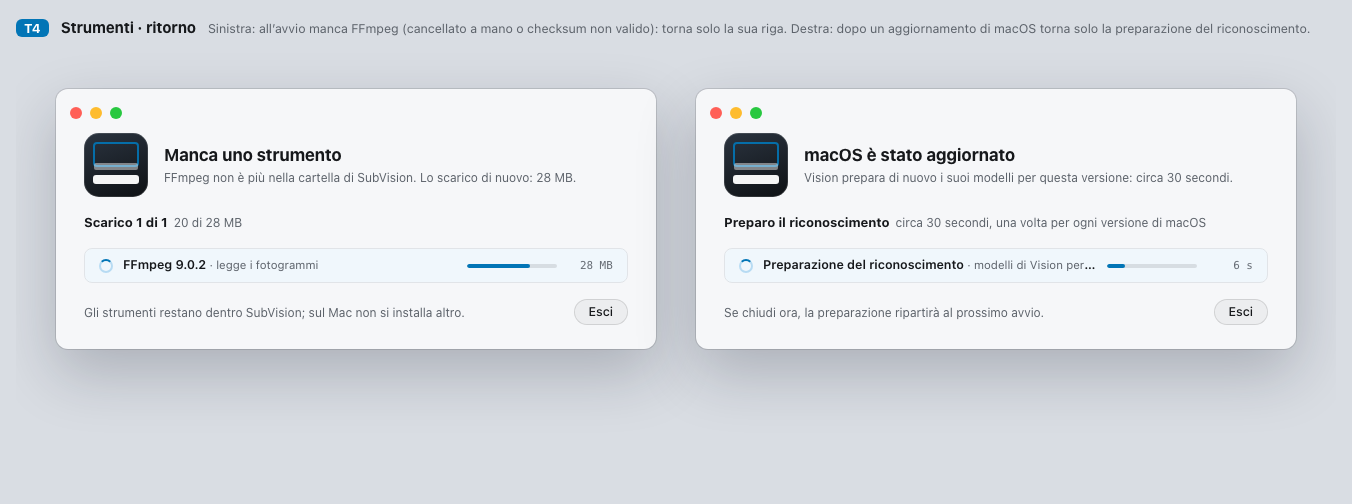 T4 Strumenti · ritorno Sinistra: all'avvio manca FFmpeg (cancellato a mano o checksum non valido): torna solo la sua riga. Destra: dopo un aggiornamento di macOS torna solo la preparazione del riconoscimento.
Manca uno strumento
FFmpeg non è più nella cartella di SubVision. Lo scarico di nuovo: 28 MB.
Scarico 1 di 1 20 di 28 MB
FFmpeg 9.0.2 · legge i fotogrammi 28 MB
Gli strumenti restano dentro SubVision; sul Mac non si installa altro. Esci
macOS è stato aggiornato
Vision prepara di nuovo i suoi modelli per questa versione: circa 30 secondi.
Preparo il riconoscimento circa 30 secondi, una volta per ogni versione di macOS
Preparazione del riconoscimento · modelli di Vision per... 6 s
Se chiudi ora, la preparazione ripartirà al prossimo avvio. Esci